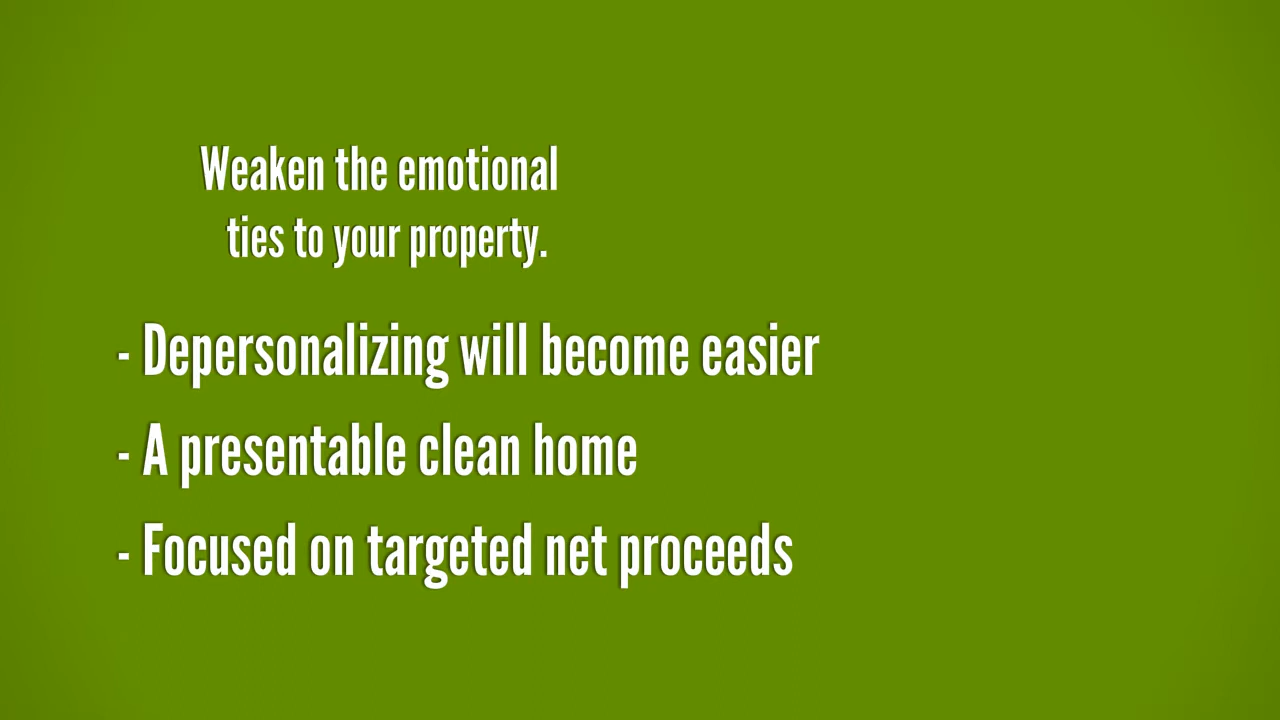 Weaken the emotional
ties to your property.
- Depersonalizing will become easier
- A presentable clean home
- Focused on targeted net proceeds